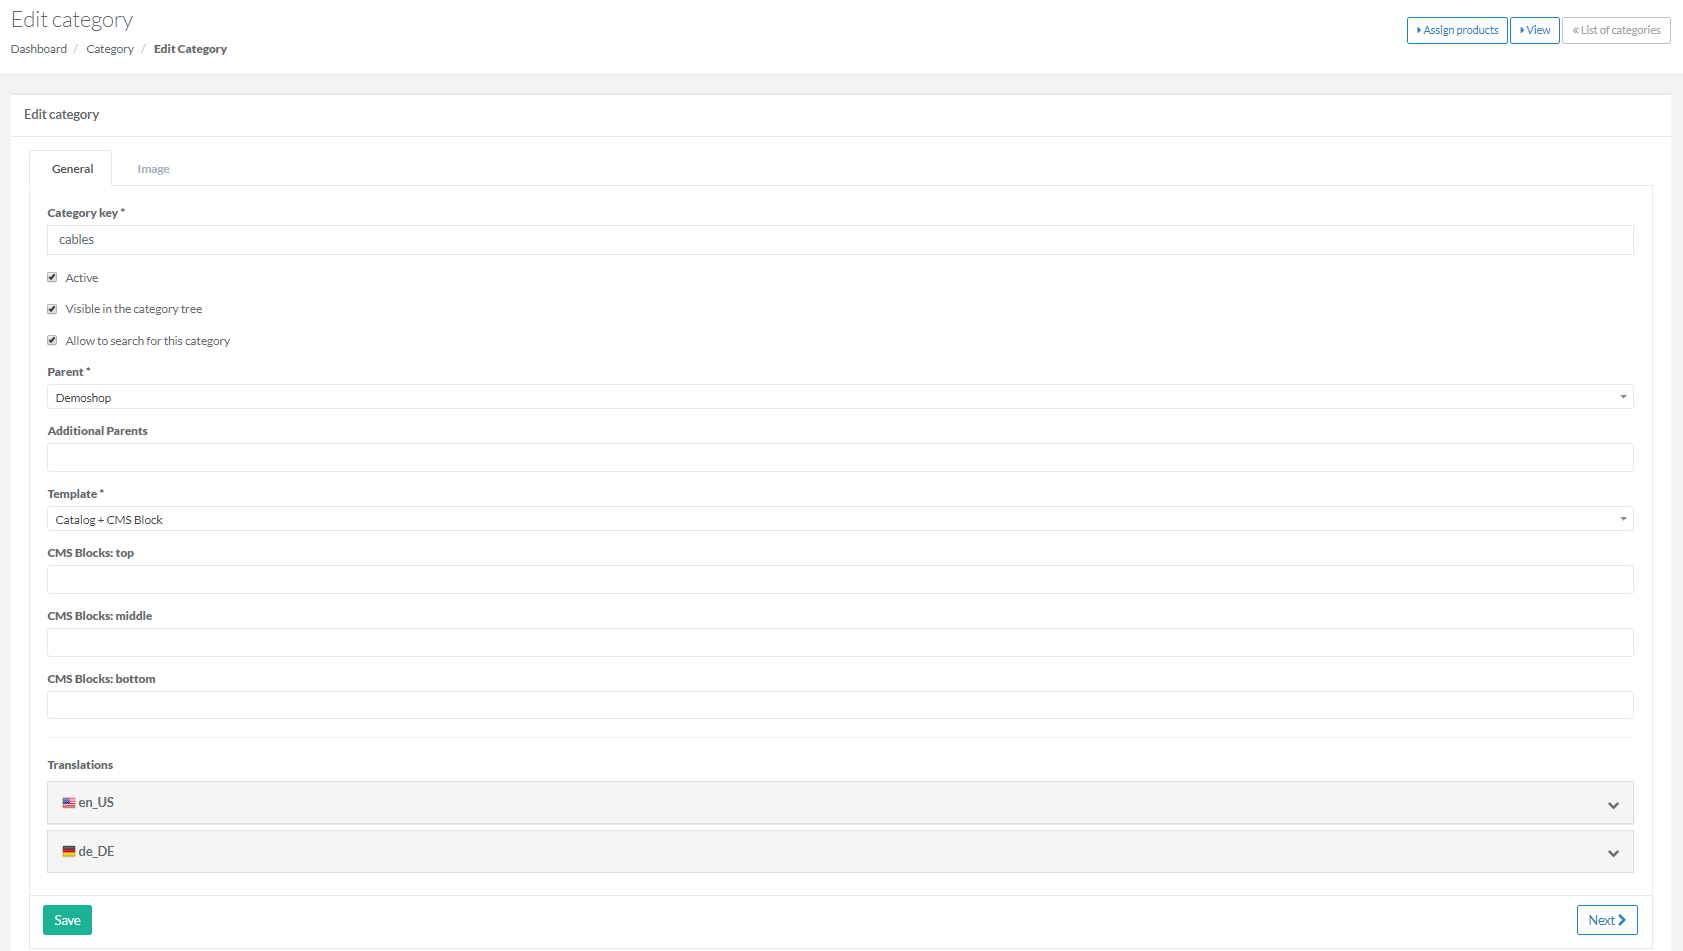 Edit category
Dashboard / Category / Edit Category
Assign products
View
« List of categories
Edit category
General
Image
Category key *
cables
Active
Visible in the category tree
Allow to search for this category
Parent *
Demoshop
Additional Parents
Template *
Catalog + CMS Block
CMS Blocks: top
CMS Blocks: middle
CMS Blocks: bottom
Translations
en_US
de_DE
Save
Next